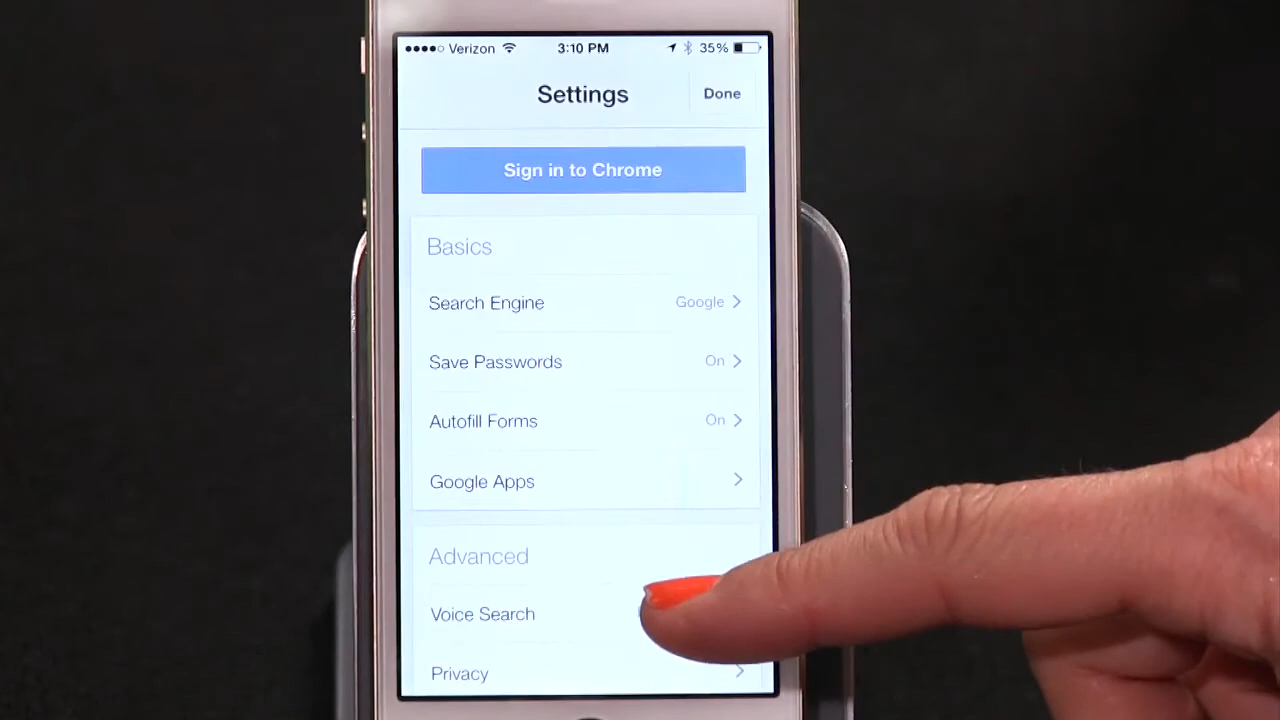 Verizon 3:10 PM 35%
Settings Done
Sign in to Chrome
Basics
Search Engine Google
Save Passwords On
Autofill Forms On
Google Apps
Advanced
Voice Search
Privacy